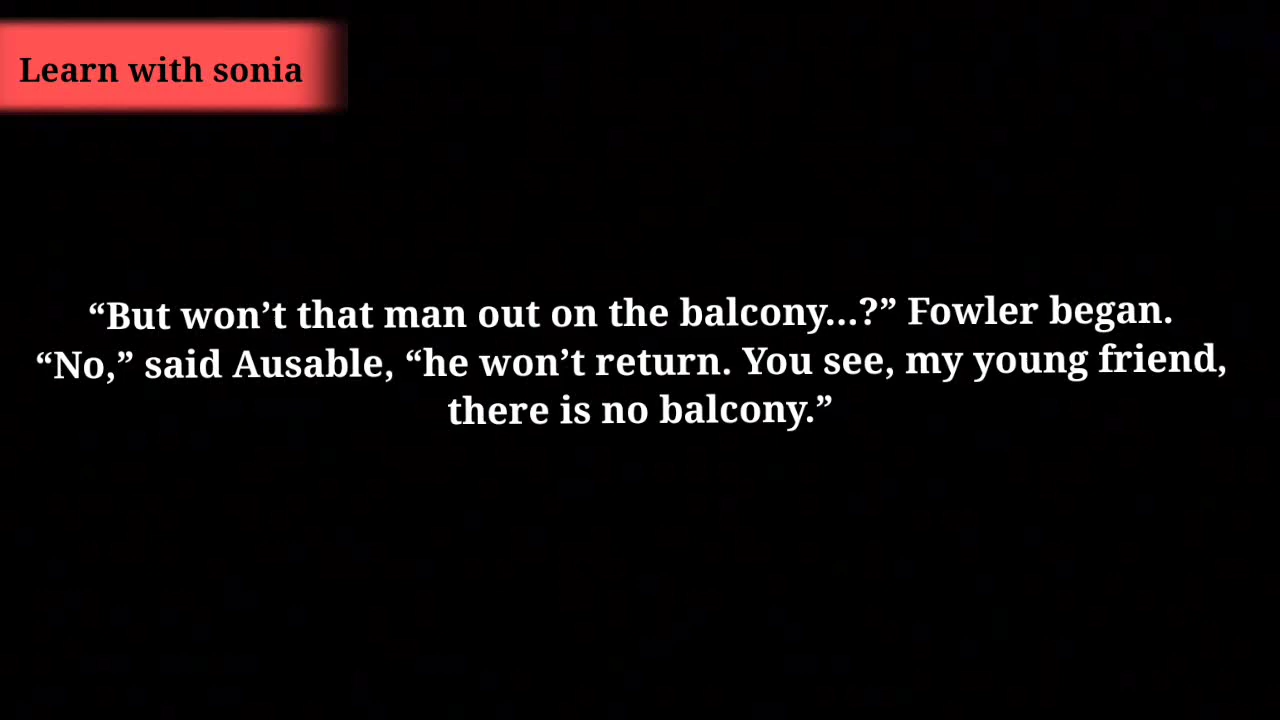 Learn with sonia
“But won’t that man out on the balcony...?” Fowler began.
“No,” said Ausable, “he won’t return. You see, my young friend,
there is no balcony.”